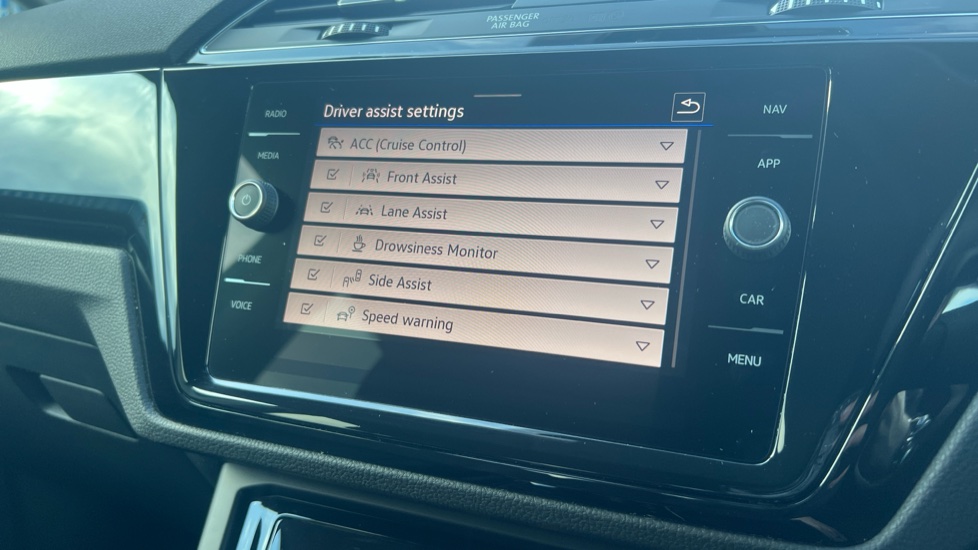 PASSENGER
AIR BAG
RADIO
MEDIA
PHONE
VOICE
Driver assist settings
ACC (Cruise Control)
Front Assist
Lane Assist
Drowsiness Monitor
Side Assist
Speed warning
NAV
APP
CAR
MENU